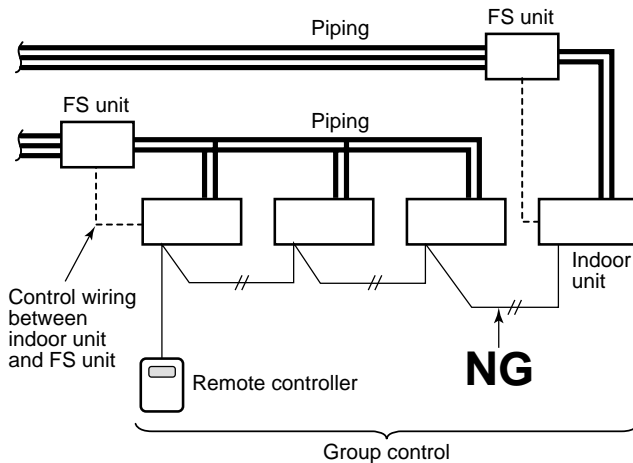 Piping
FS unit
FS unit
Piping
Indoor
unit
Control wiring
between
indoor unit
and FS unit
NG
Remote controller
Group control